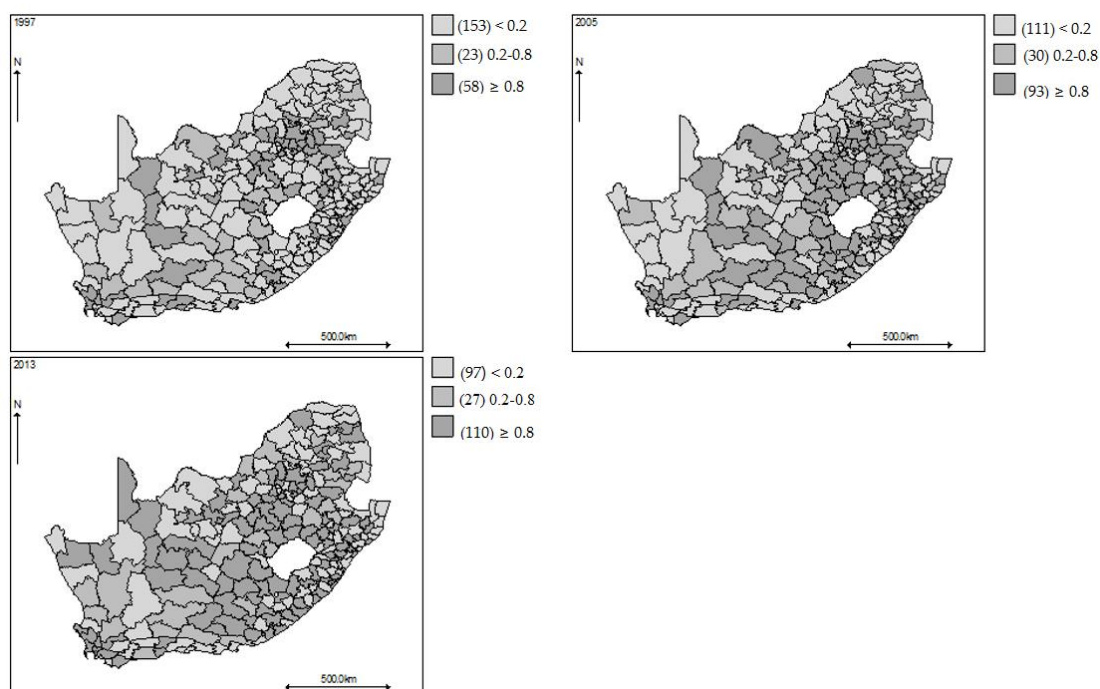 1997
N
500.0km
(153) < 0.2
(23) 0.2-0.8
(58) ≥ 0.8
2005
N
500.0km
(111) < 0.2
(30) 0.2-0.8
(93) ≥ 0.8
2013
N
500.0km
(97) < 0.2
(27) 0.2-0.8
(110) ≥ 0.8